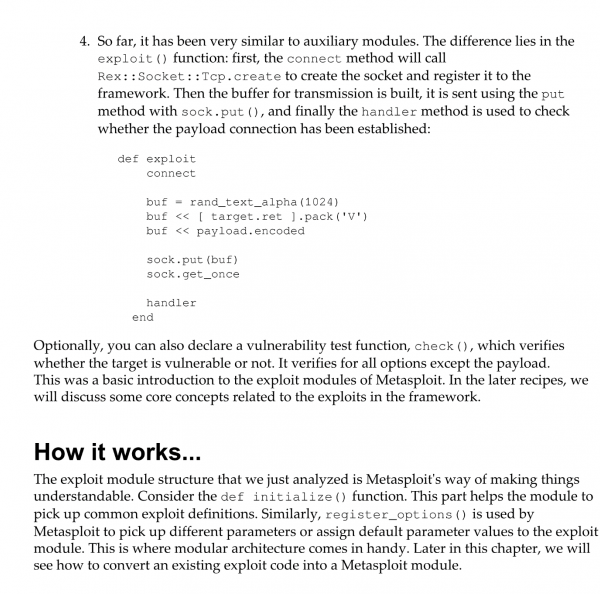 4. So far, it has been very similar to auxiliary modules. The difference lies in the
exploit() function: first, the connect method will call
Rex::Socket::Tcp.create to create the socket and register it to the
framework. Then the buffer for transmission is built, it is sent using the put
method with sock.put(), and finally the handler method is used to check
whether the payload connection has been established:
def exploit
connect
buf = rand_text_alpha(1024)
buf << [ target.ret ].pack('V')
buf << payload.encoded
sock.put(buf)
sock.get_once
handler
end
Optionally, you can also declare a vulnerability test function, check(), which verifies
whether the target is vulnerable or not. It verifies for all options except the payload.
This was a basic introduction to the exploit modules of Metasploit. In the later recipes, we
will discuss some core concepts related to the exploits in the framework.
How it works...
The exploit module structure that we just analyzed is Metasploit's way of making things
understandable. Consider the def initialize() function. This part helps the module to
pick up common exploit definitions. Similarly, register_options() is used by
Metasploit to pick up different parameters or assign default parameter values to the exploit
module. This is where modular architecture comes in handy. Later in this chapter, we will
see how to convert an existing exploit code into a Metasploit module.